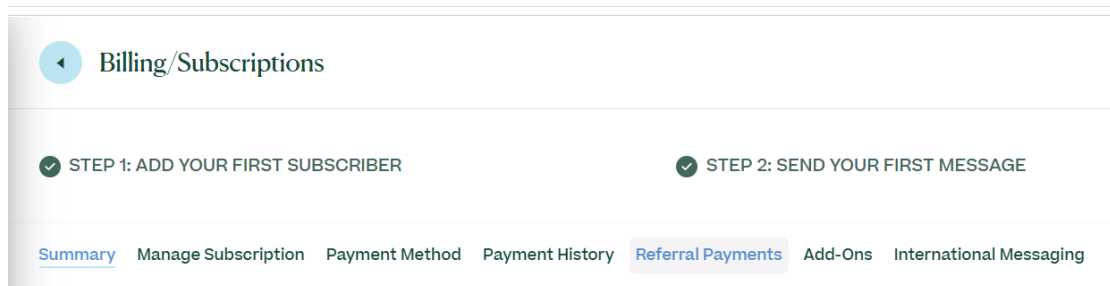 Billing/Subscriptions
STEP 1: ADD YOUR FIRST SUBSCRIBER
STEP 2: SEND YOUR FIRST MESSAGE
Summary Manage Subscription Payment Method Payment History Referral Payments Add-Ons International Messaging